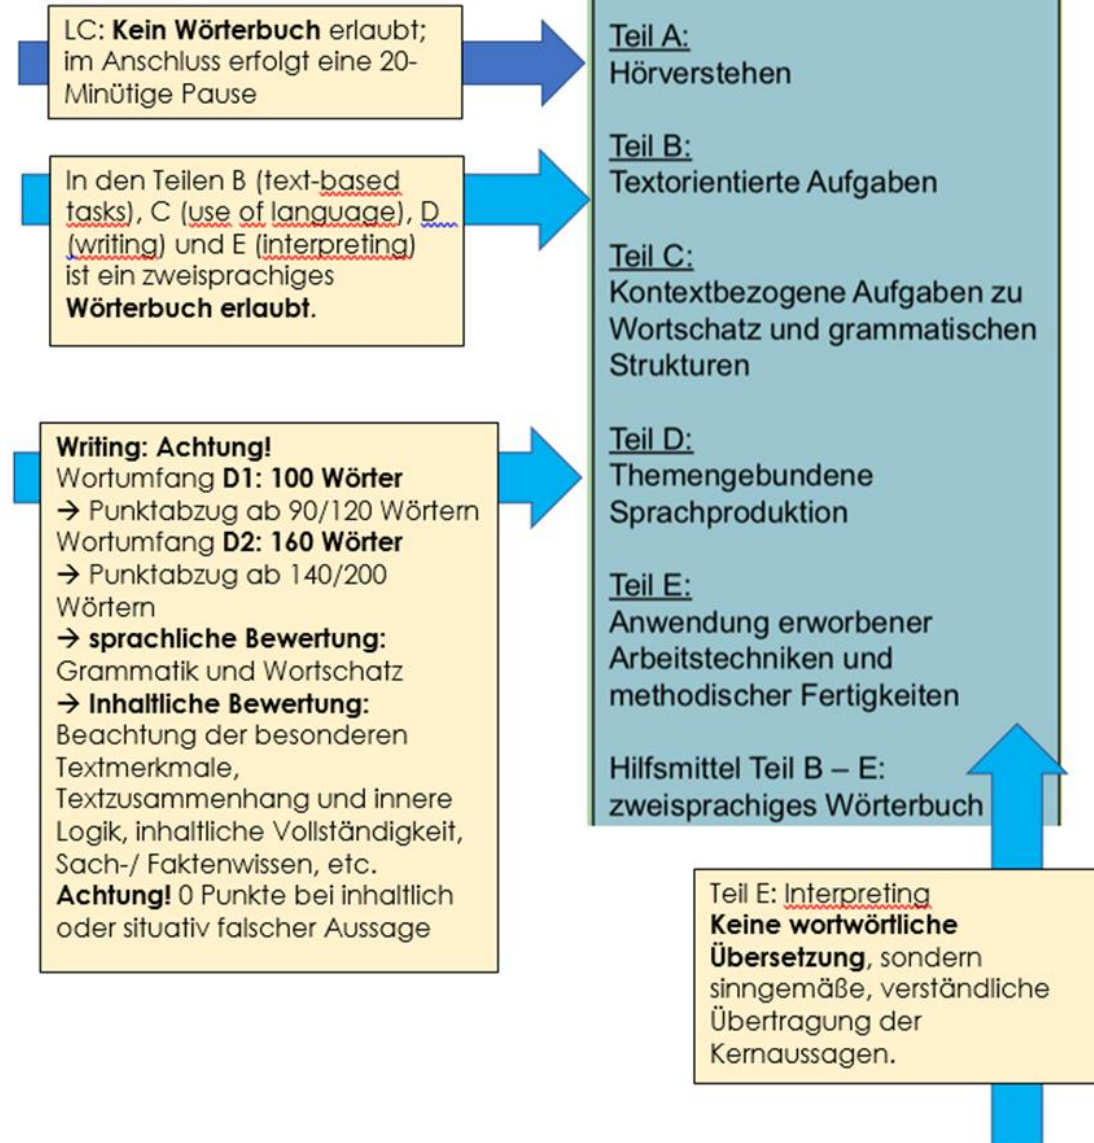 LC: Kein Wörterbuch erlaubt;
im Anschluss erfolgt eine 20-
Minütige Pause
In den Teilen B (text-based
tasks), C (use of language), D
(writing) und E (interpreting)
ist ein zweisprachiges
Wörterbuch erlaubt.
Writing: Achtung!
Wortumfang D1: 100 Wörter
→ Punktabzug ab 90/120 Wörtern
Wortumfang D2: 160 Wörter
→ Punktabzug ab 140/200
Wörtern
→ sprachliche Bewertung:
Grammatik und Wortschatz
→ Inhaltliche Bewertung:
Beachtung der besonderen
Textmerkmale,
Textzusammenhang und innere
Logik, inhaltliche Vollständigkeit,
Sach-/ Faktenwissen, etc.
Achtung! 0 Punkte bei inhaltlich
oder situativ falscher Aussage
Teil A:
Hörverstehen
Teil B:
Textorientierte Aufgaben
Teil C:
Kontextbezogene Aufgaben zu
Wortschatz und grammatischen
Strukturen
Teil D:
Themengebundene
Sprachproduktion
Teil E:
Anwendung erworbener
Arbeitstechniken und
methodischer Fertigkeiten
Hilfsmittel Teil B – E:
zweisprachiges Wörterbuch
Teil E: Interpreting
Keine wortwörtliche
Übersetzung, sondern
sinngemäße, verständliche
Übertragung der
Kernaussagen.